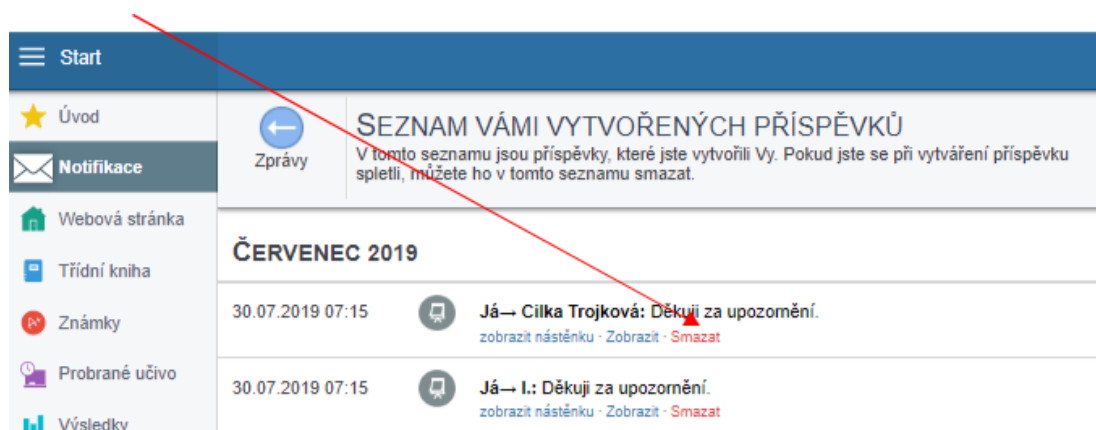 Start
Úvod
Notifikace
Webová stránka
Třídní kniha
Známky
Probrané učivo
Výsledky
Zprávy
SEZNAM VÁMI VYTVOŘENÝCH PŘÍSPĚVKŮ
V tomto seznamu jsou příspěvky, které jste vytvořili Vy. Pokud jste se při vytváření příspěvku
spletli, můžete ho v tomto seznamu smazat.
ČERVENEC 2019
30.07.2019 07:15 Já→ Cilka Trojková: Děkuji za upozornění.
zobrazit nástěnku · Zobrazit · Smazat
30.07.2019 07:15 Já→ I.: Děkuji za upozornění.
zobrazit nástěnku · Zobrazit · Smazat